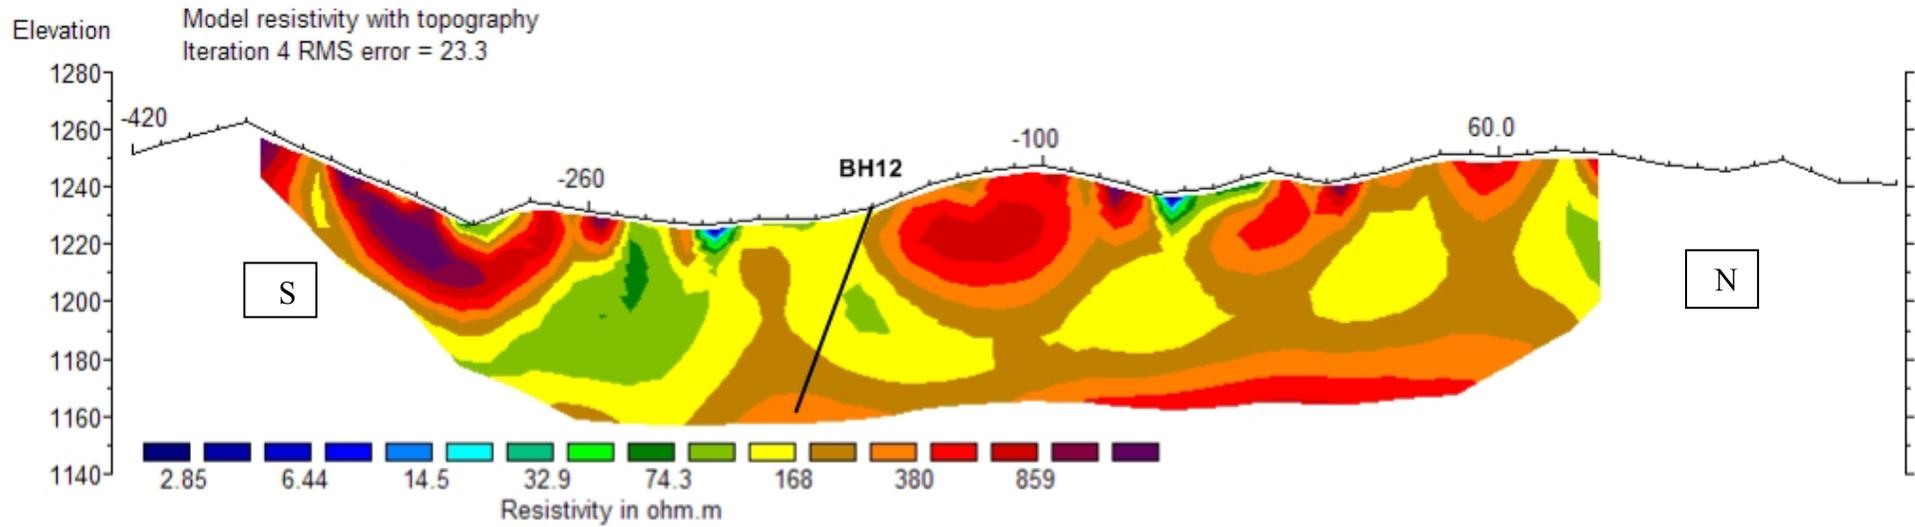 Model resistivity with topography
Elevation
Iteration 4 RMS error = 23.3
1280
1260
1240
1220
1200
1180
1160
1140
-420
-260
BH12
-100
60.0
S
N
2.85 6.44 14.5 32.9 74.3 168 380 859
Resistivity in ohm.m